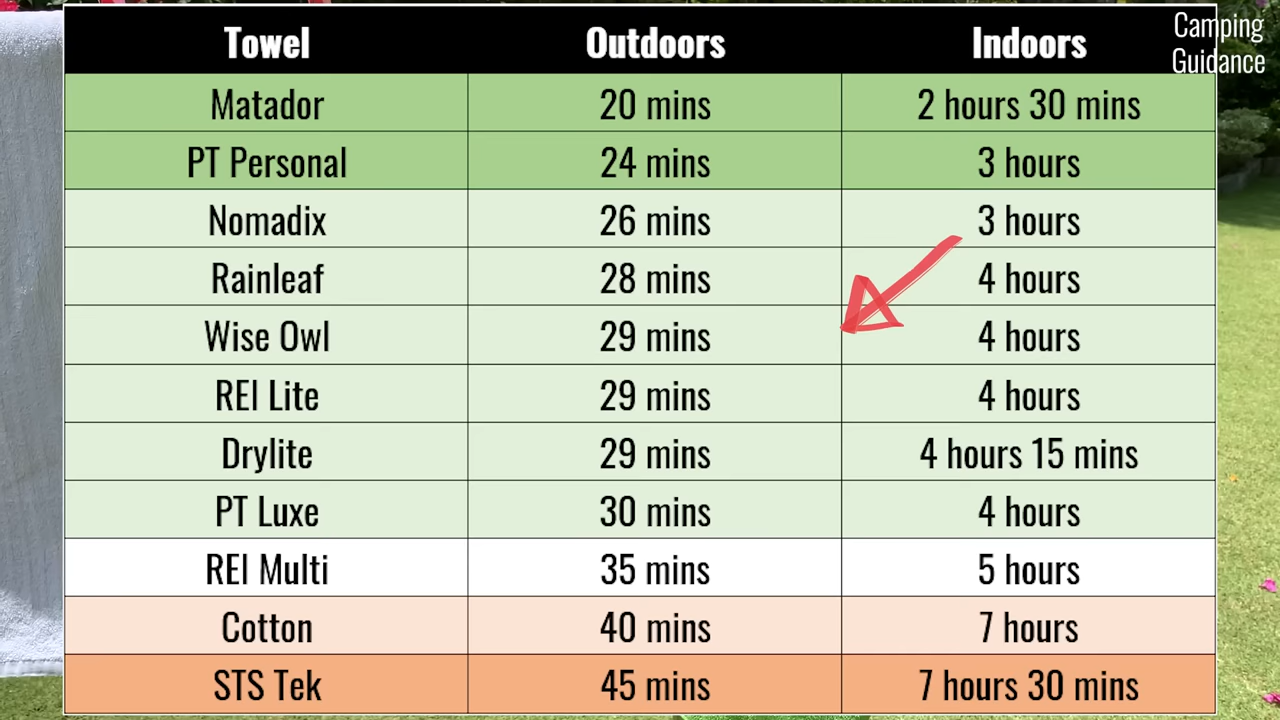 Towel Outdoors Indoors
Camping
Guidance
Matador 20 mins 2 hours 30 mins
PT Personal 24 mins 3 hours
Nomadix 26 mins 3 hours
Rainleaf 28 mins 4 hours
Wise Owl 29 mins 4 hours
REI Lite 29 mins 4 hours
Drylite 29 mins 4 hours 15 mins
PT Luxe 30 mins 4 hours
REI Multi 35 mins 5 hours
Cotton 40 mins 7 hours
STS Tek 45 mins 7 hours 30 mins